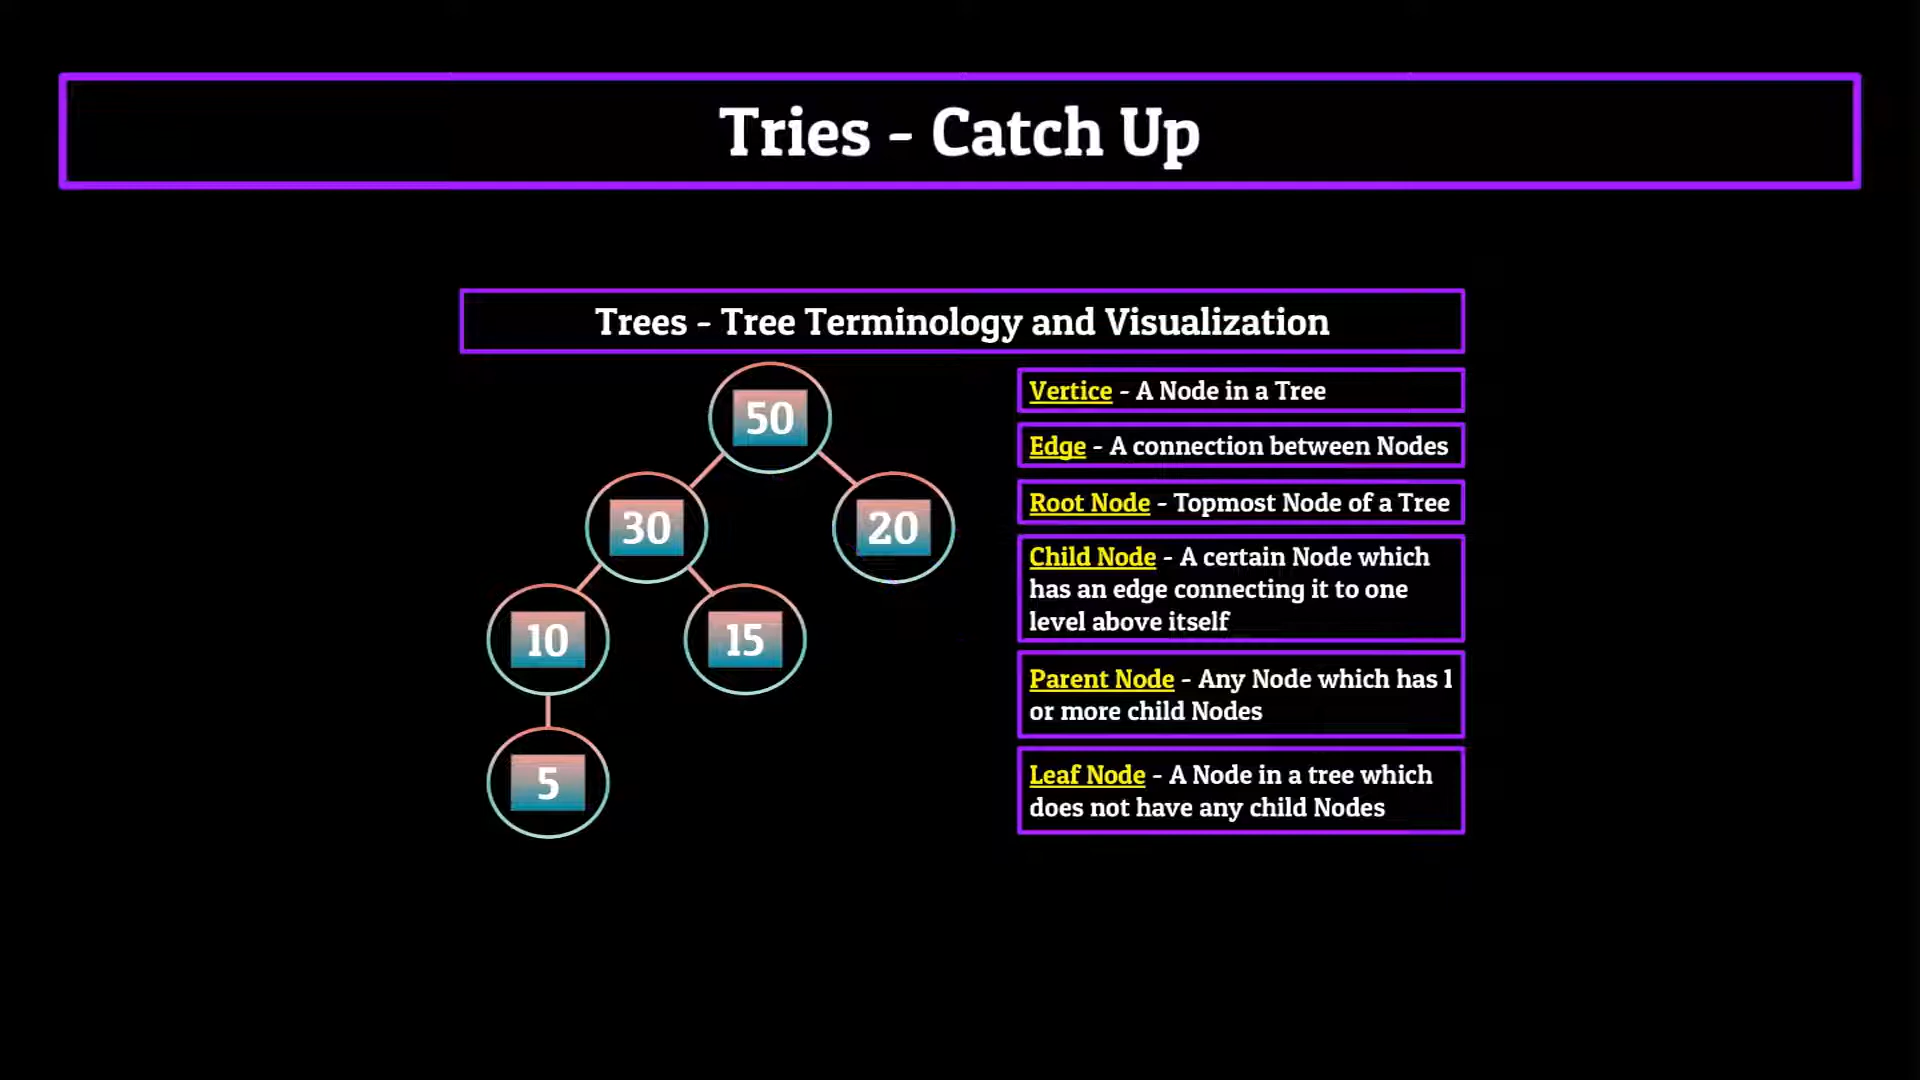 Tries - Catch Up
Trees - Tree Terminology and Visualization
50
30
20
10
15
5
Vertice - A Node in a Tree
Edge - A connection between Nodes
Root Node - Topmost Node of a Tree
Child Node - A certain Node which
has an edge connecting it to one
level above itself
Parent Node - Any Node which has 1
or more child Nodes
Leaf Node - A Node in a tree which
does not have any child Nodes